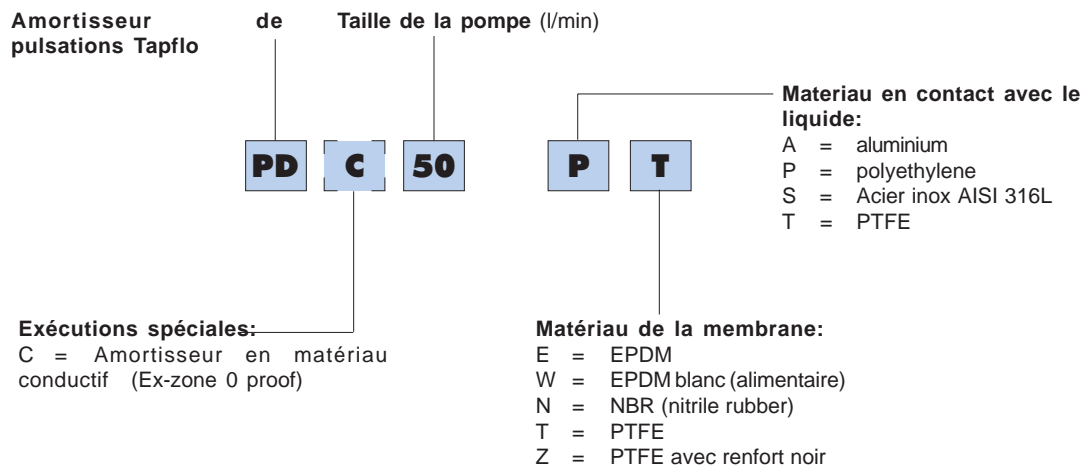 Amortisseur de
pulsations Tapflo
Taille de la pompe (l/min)
Materiau en contact avec le
liquide:
A = aluminium
P = polyethylene
S = Acier inox AISI 316L
T = PTFE
PD C 50 P T
Exécutions spéciales:
C = Amortisseur en matériau
conductif (Ex-zone 0 proof)
Matériau de la membrane:
E = EPDM
W = EPDM blanc (alimentaire)
N = NBR (nitrile rubber)
T = PTFE
Z = PTFE avec renfort noir